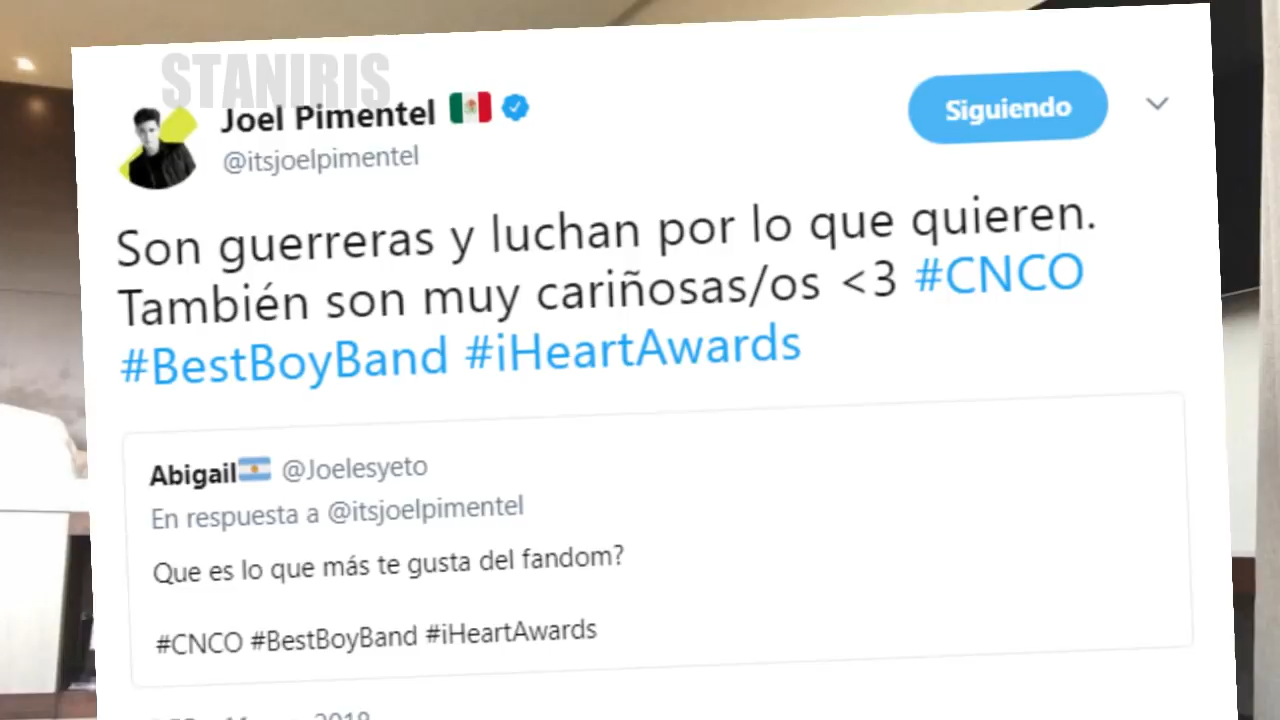 STANIRIS
Joel Pimentel
@itsjoelpimentel
Siguiendo
Son guerreras y luchan por lo que quieren.
También son muy cariñosas/os <3 #CNCO
#BestBoyBand #iHeartAwards
Abigail @Joelesyeto
En respuesta a @itsjoelpimentel
Que es lo que más te gusta del fandom?
#CNCO #BestBoyBand #iHeartAwards
2018